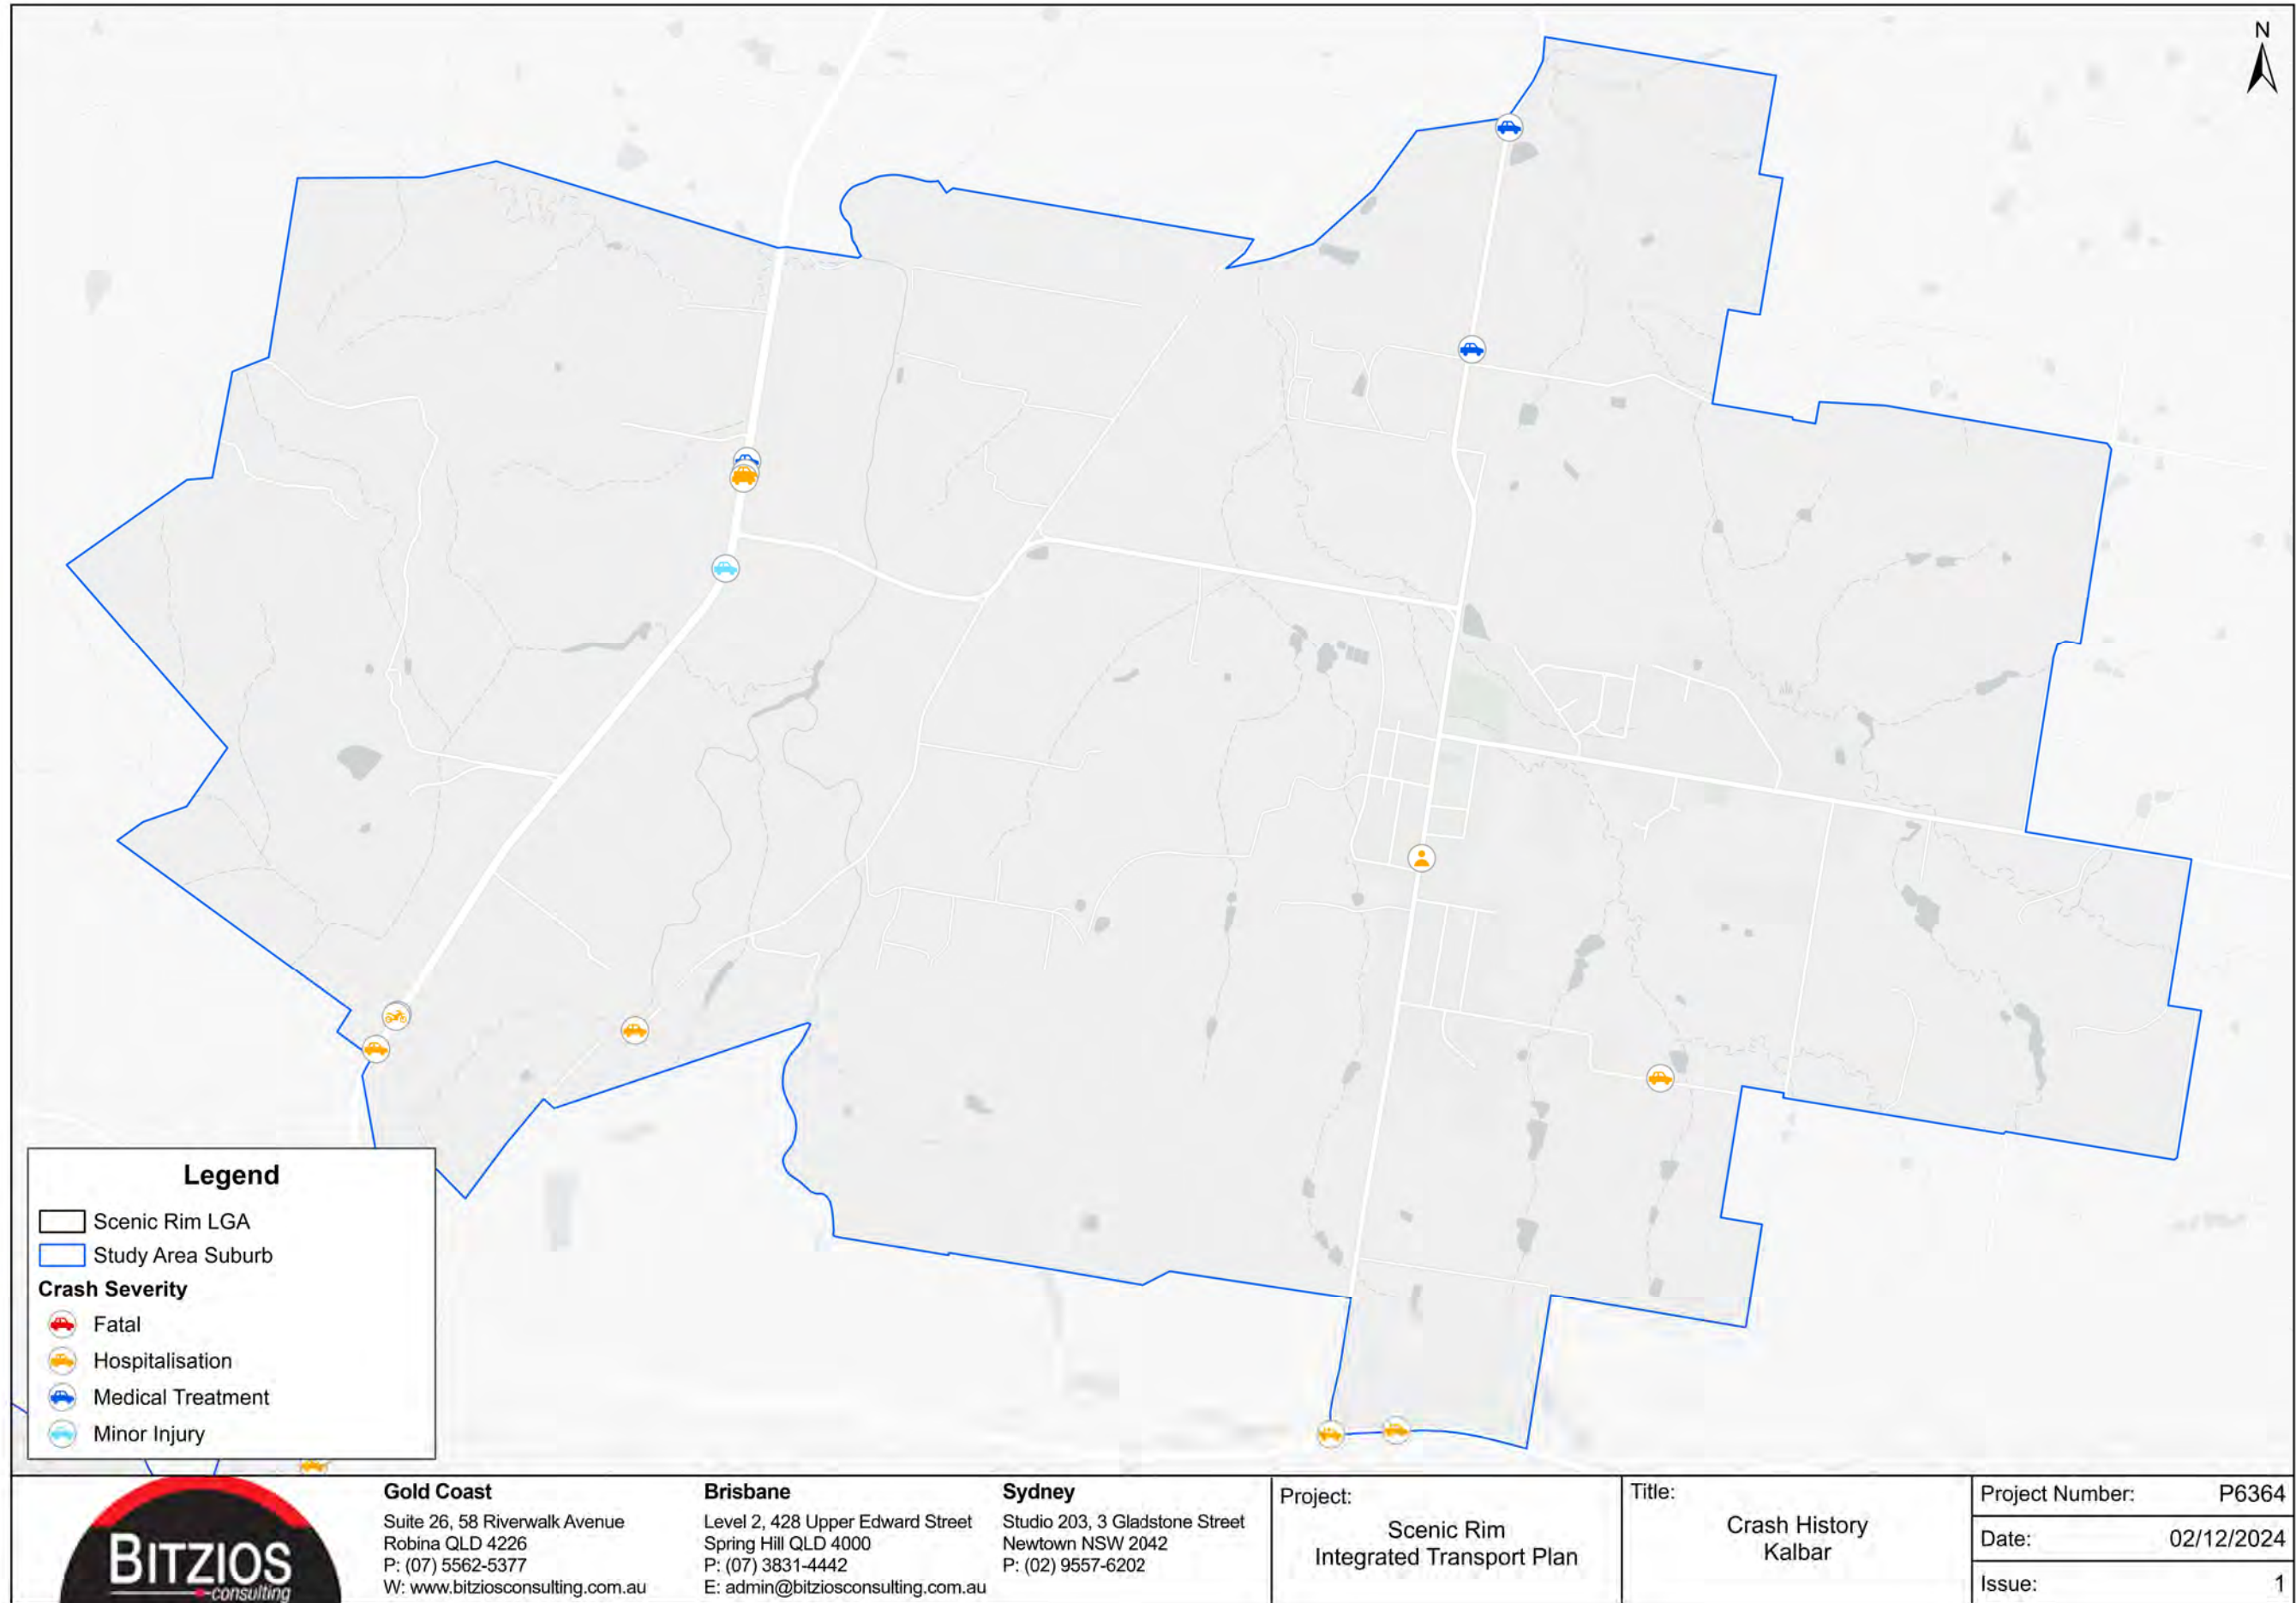 N
Legend
Scenic Rim LGA
Study Area Suburb
Crash Severity
Fatal
Hospitalisation
Medical Treatment
Minor Injury
BITZIOS
consulting
Gold Coast
Suite 26, 58 Riverwalk Avenue
Robina QLD 4226
P: (07) 5562-5377
W: www.bitziosconsulting.com.au
Brisbane
Level 2, 428 Upper Edward Street
Spring Hill QLD 4000
P: (07) 3831-4442
E: admin@bitziosconsulting.com.au
Sydney
Studio 203, 3 Gladstone Street
Newtown NSW 2042
P: (02) 9557-6202
Project:
Scenic Rim
Integrated Transport Plan
Title:
Crash History
Kalbar
Project Number: P6364
Date: 02/12/2024
Issue: 1